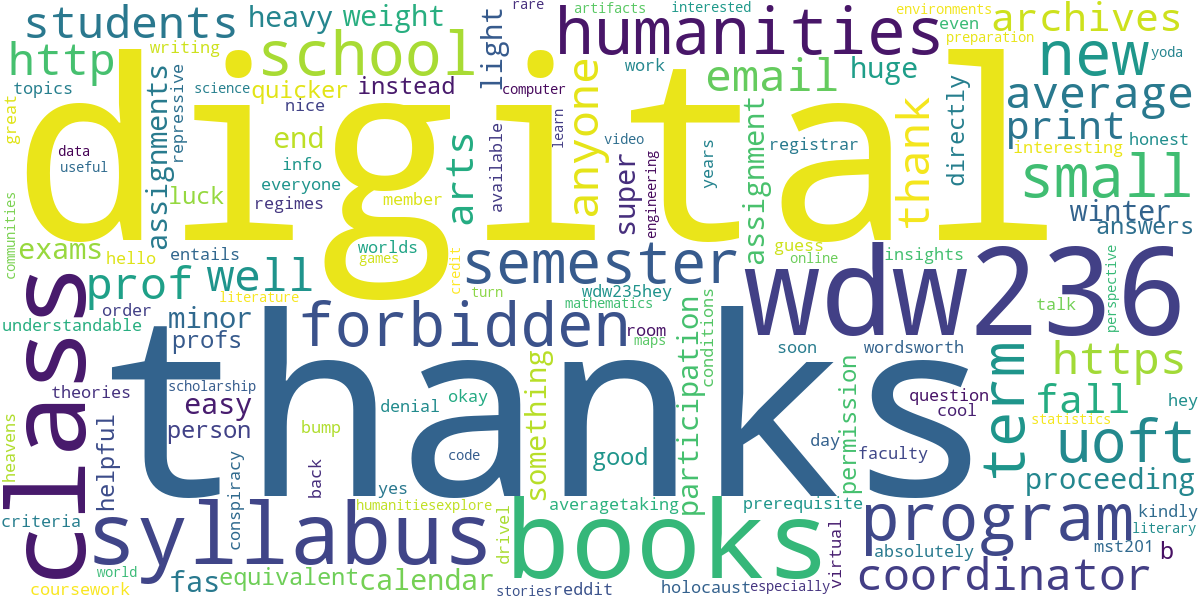 students
heavy
weight
rare
artifacts
interested
environments
even
archives
http
writing
school
light
humanities
work
email
huge
preparation
new
yoda
topics
great
digital
assignments
repressive
science
quicker
nice
instead
computer
anyone
average
print
honest
data
useful
end
info
everyone
regimes
luck
member
arts
available
learn
video
super
engineering
years
assignment
registrar
thank
directly
interesting
small
winter
answers
communities
exams
hello
entails
worlds
games
semester
guess
online
insights
prof
well
literature
credit
turn
wdw235hey
mathematics
wdw236
talk
perspective
class
understandable
order
minor
profs
forbidden
room
maps
participation
conditions
soon
wordsworth
term
https
thanks
theories
scholarship
easy
person
denial
okay
something
permission
question
cool
fall
hey
statistics
heavens
helpful
bump
code
good
day
faculty
uoft
proceeding
conspiracy
back
yes
criteria
syllabus
humanitiesexplore
averagetaking
books
prerequisite
program
kindly
literary
drivel
world
coursework
fas
equivalent
calendar
stories
reddit
holocaust
especially
virtual
absolutely
mst201
b
coordinator